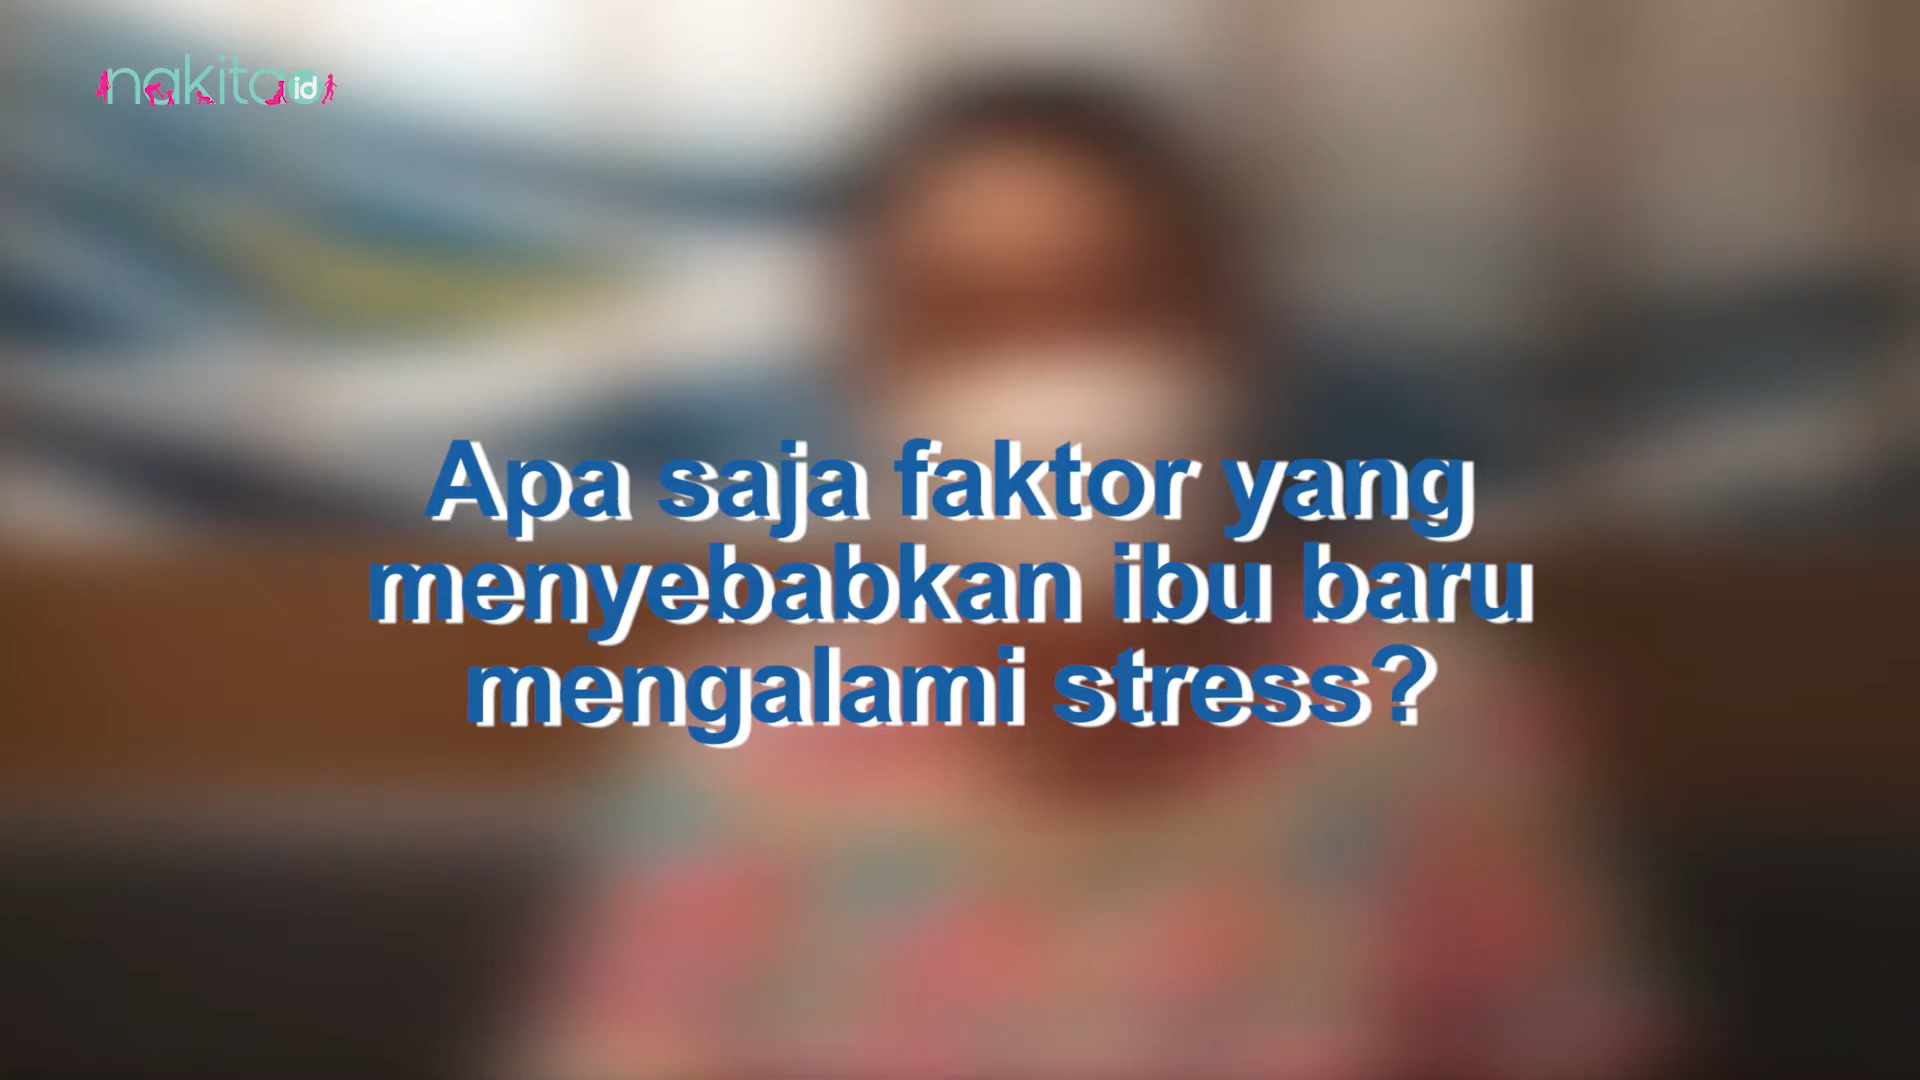 nakita.id
Apa saja faktor yang
menyebabkan ibu baru
mengalami stress?